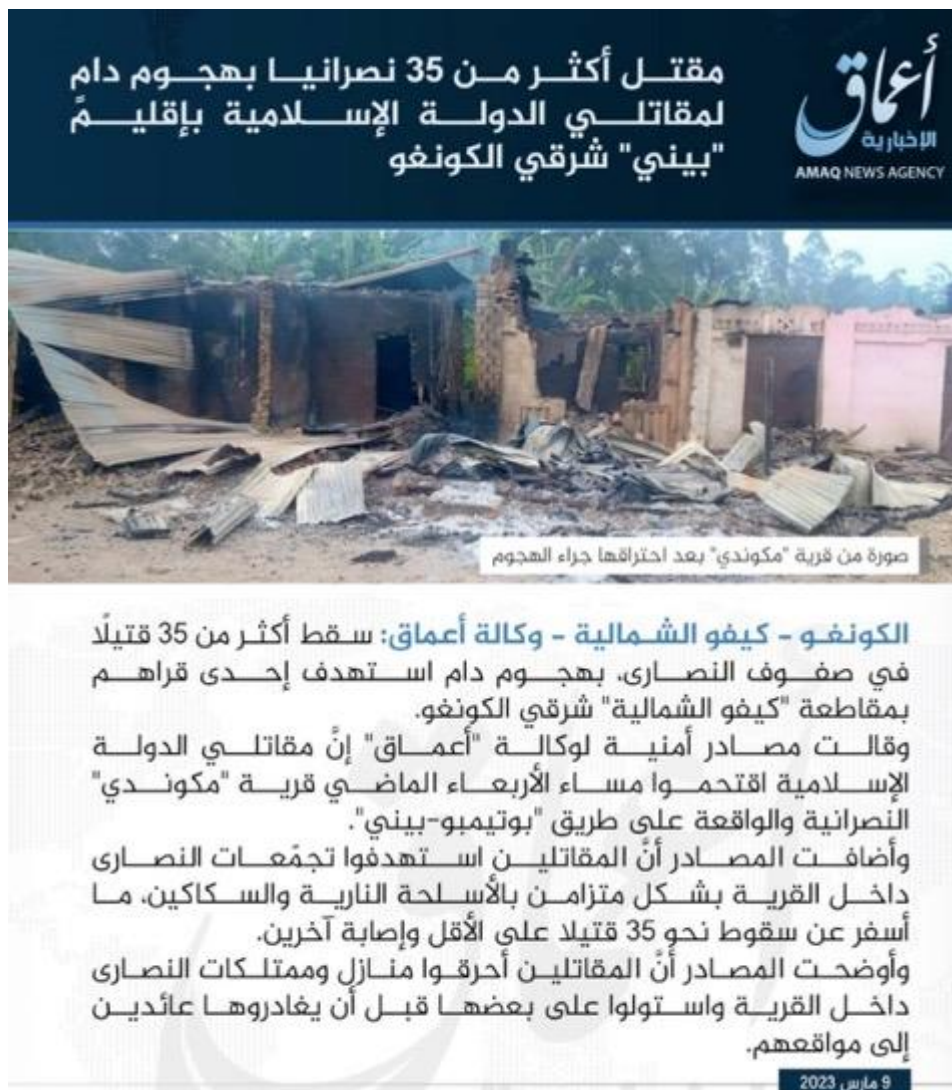 مقتل أكثر من 35 نصرانيا بهجوم دام
لمقاتلي الدولة الإسلامية بإقليم
"بيني" شرقي الكونغو
أعماق
الإخبارية
AMAQ NEWS AGENCY
صورة من قرية "مكوندي" بعد احتراقها جراء الهجوم
الكونغو - كيفو الشمالية - وكالة أعماق: سقط أكثر من 35 قتيلًا
في صفوف النصارى، بهجوم دام استهدف إحدى قراهم
بمقاطعة "كيفو الشمالية" شرقي الكونغو.
وقالت مصادر أمنية لوكالة "أعماق" إنَّ مقاتلي الدولة
الإسلامية اقتحموا مساء الأربعاء الماضي قرية "مكوندي"
النصرانية والواقعة على طريق "بوتيمبو-بيني".
وأضافت المصادر أنَّ المقاتلين استهدفوا تجمّعات النصارى
داخل القرية بشكل متزامن بالأسلحة النارية والسكاكين، ما
أسفر عن سقوط نحو 35 قتيلا على الأقل وإصابة آخرين.
وأوضحت المصادر أنَّ المقاتلين أحرقوا منازل وممتلكات النصارى
داخل القرية واستولوا على بعضها قبل أن يغادروها عائدين
إلى مواقعهم.
9 مارس 2023